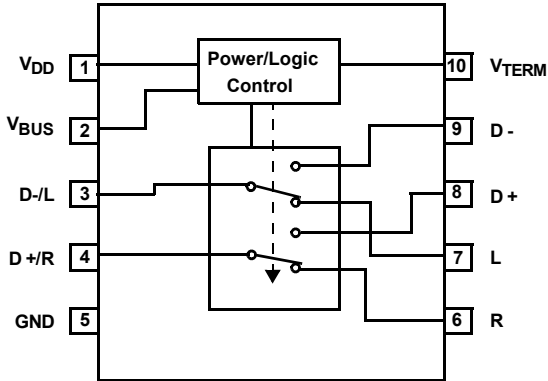 Power/Logic
Control
VDD 1
10 VTERM
VBUS 2
9 D -
D-/L 3
8 D +
D +/R 4
7 L
GND 5
6 R